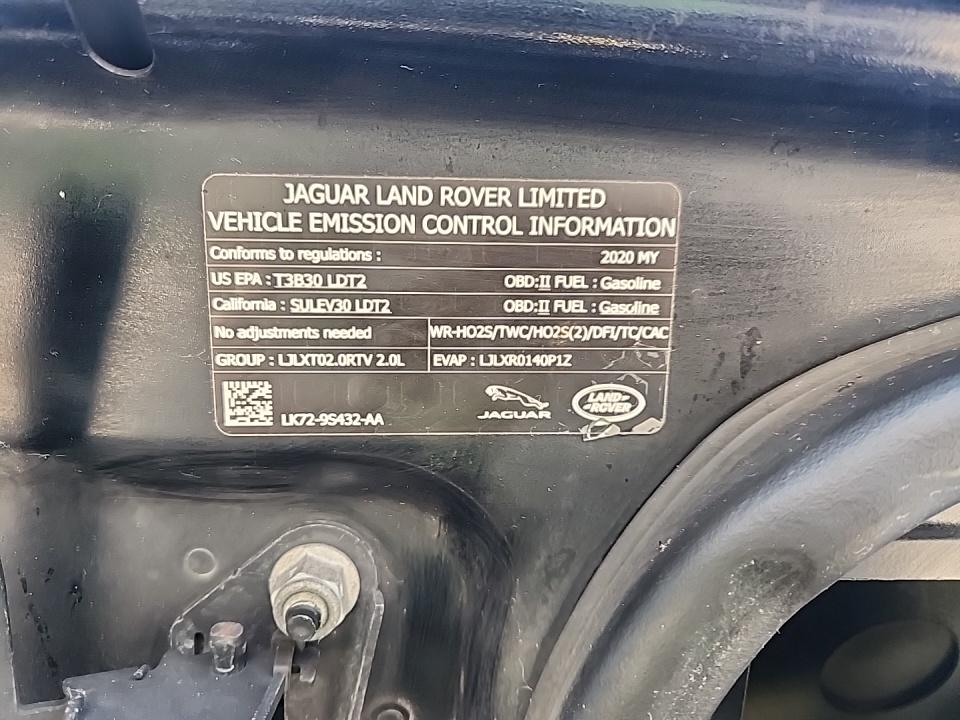 JAGUAR LAND ROVER LIMITED
VEHICLE EMISSION CONTROL INFORMATION
Conforms to regulations : 2020 MY
US EPA : T3B30 LDT2 OBD:II FUEL : Gasoline
California : SULEV30 LDT2 OBD:II FUEL : Gasoline
No adjustments needed WR-HO2S/TWC/HO2S(2)/DFI/TC/CAC
GROUP : LJLXT02.0RTV 2.0L EVAP : LJLXR0140P1Z
LK72-9S432-AA JAGUAR LAND ROVER